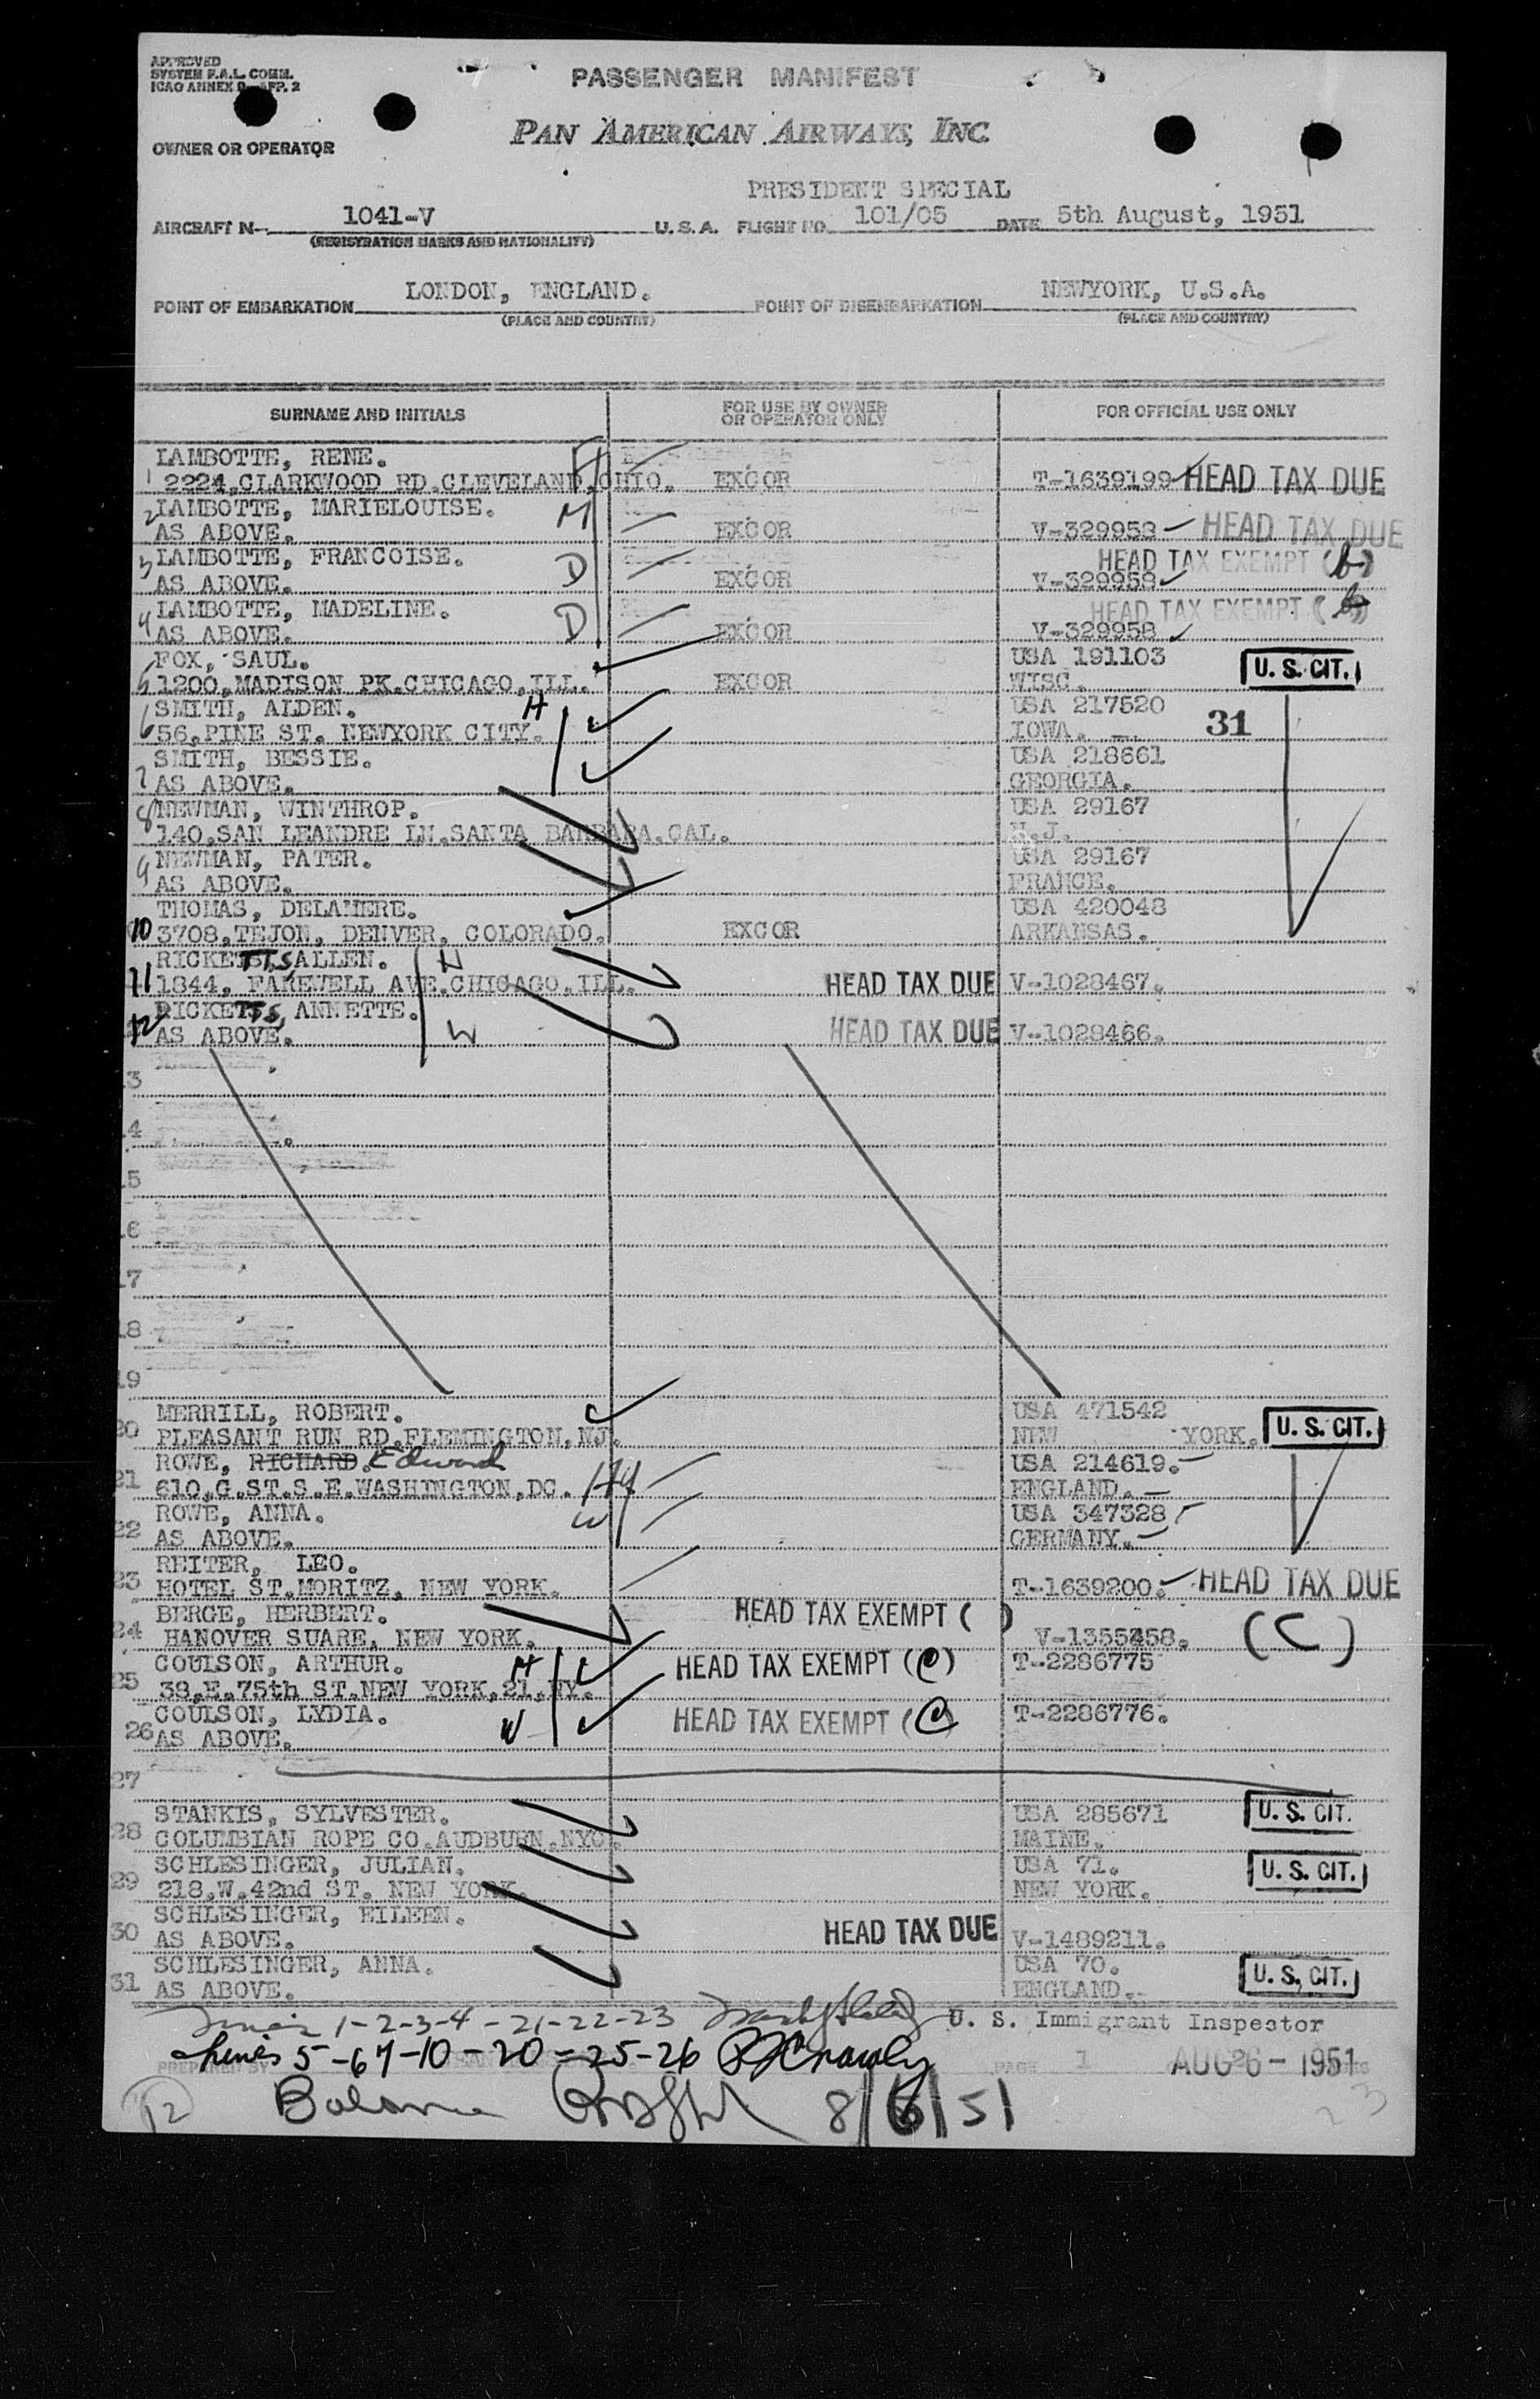 APPROVED
SYSTEM F.A.L. COMM.
ICAO ANNEX APP. 2
PASSENGER MANIFEST
OWNER OR OPERATOR
PAN AMERICAN AIRWAYS, INC.
PRESIDENT SPECIAL
AIRCRAFT N-. 1041-V U.S.A. FLIGHT NO. 101/05 DATE 5th August, 1951
(REGISTRATION MARKS AND NATIONALITY)
POINT OF EMBARKATION LONDON, ENGLAND. POINT OF DISEMBARKATION NEWYORK, U.S.A.
(PLACE AND COUNTRY) (PLACE AND COUNTRY)
SURNAME AND INITIALS FOR USE BY OWNER OR OPERATOR ONLY FOR OFFICIAL USE ONLY
LAMBOTTE, RENE. H
1 2224,CLARKWOOD RD.CLEVELAND,OHIO. EXCOR T-1639199 HEAD TAX DUE
2 LAMBOTTE, MARIELOUISE. M
AS ABOVE. EXCOR V-329958 HEAD TAX DUE
3 LAMBOTTE, FRANCOISE. D HEAD TAX EXEMPT (b)
AS ABOVE. EXCOR V-329958
4 LAMBOTTE, MADELINE. D HEAD TAX EXEMPT (b)
AS ABOVE. EXCOR V-329958
FOX, SAUL. USA 191103 U. S. CIT.
5 1200,MADISON PK.CHICAGO,ILL. EXCOR WISC.
SMITH, ALDEN. H USA 217520
6 56,PINE ST. NEWYORK CITY. IOWA. 31
SMITH, BESSIE. USA 218661
7 AS ABOVE. GEORGIA.
8 NEWMAN, WINTHROP. USA 29167
140,SAN LEANDRE LN.SANTA BARBARA.CAL. N.J.
9 NEWMAN, PATER. USA 29167
AS ABOVE. FRANCE.
THOMAS, DELAMERE. USA 420048
10 3708,TEJON, DENVER, COLORADO. EXCOR ARKANSAS.
RICKETTS, ALLEN. H
11 1844, FAREWELL AVE.CHICAGO.ILL. HEAD TAX DUE V-1028467.
RICKETTS, ANNETTE.
12 AS ABOVE. W HEAD TAX DUE V-1028466.
13
14
15
16
17
18
19
MERRILL, ROBERT. USA 471542
20 PLEASANT RUN RD.FLEMINGTON.NJ. NEW YORK. U. S. CIT.
ROWE, RICHARD. Edward USA 214619.
21 610,G.ST.S.E.WASHINGTON,DC. H ENGLAND.
ROWE, ANNA. W USA 347328
22 AS ABOVE. GERMANY.
REITER, LEO.
23 HOTEL ST.MORITZ, NEW YORK. T-1639200. HEAD TAX DUE
BERGE, HERBERT. HEAD TAX EXEMPT ( )
24 HANOVER SUARE, NEW YORK. V-1355458. (C)
COULSON, ARTHUR. H HEAD TAX EXEMPT (C) T-2286775
25 38,E.75th ST.NEW YORK,21,NY.
COULSON, LYDIA. W HEAD TAX EXEMPT (C) T-2286776.
26 AS ABOVE.
27
STANKIS, SYLVESTER. USA 285671 U. S. CIT.
28 COLUMBIAN ROPE CO.AUDBURN.NYC. MAINE.
SCHLESINGER, JULIAN. USA 71. U. S. CIT.
29 218,W.42nd ST. NEW YORK. NEW YORK.
SCHLESINGER, EILEEN.
30 AS ABOVE. HEAD TAX DUE V-1489211.
SCHLESINGER, ANNA. USA 70.
31 AS ABOVE. ENGLAND. U. S. CIT.
Lines 1-2-3-4-21-22-23 U. S. Immigrant Inspector
Lines 5-67-10-20-25-26
PREPARED BY PAGE 1 AUG 6 - 1951
12 Balance 8/6/51